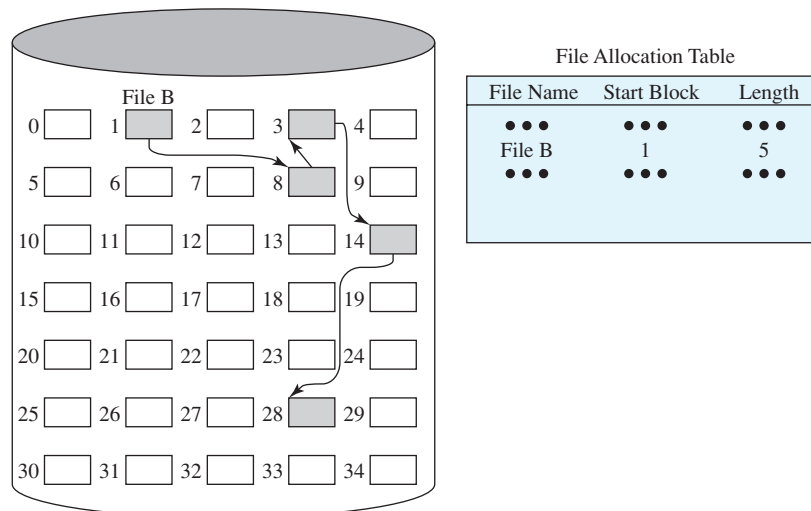 File B
0 1 2 3 4
5 6 7 8 9
10 11 12 13 14
15 16 17 18 19
20 21 22 23 24
25 26 27 28 29
30 31 32 33 34
File Allocation Table
File Name Start Block Length
••• ••• •••
File B 1 5
••• ••• •••